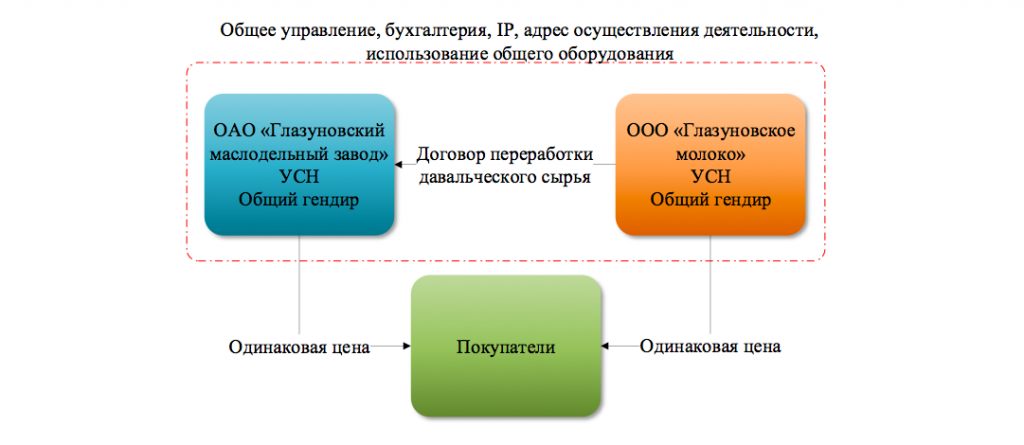 Общее управление, бухгалтерия, IP, адрес осуществления деятельности,
использование общего оборудования
ОАО «Глазуновский
маслодельный завод»
УСН
Общий гендир
Договор переработки
давальческого сырья
ООО «Глазуновское
молоко»
УСН
Общий гендир
Одинаковая цена
Покупатели
Одинаковая цена